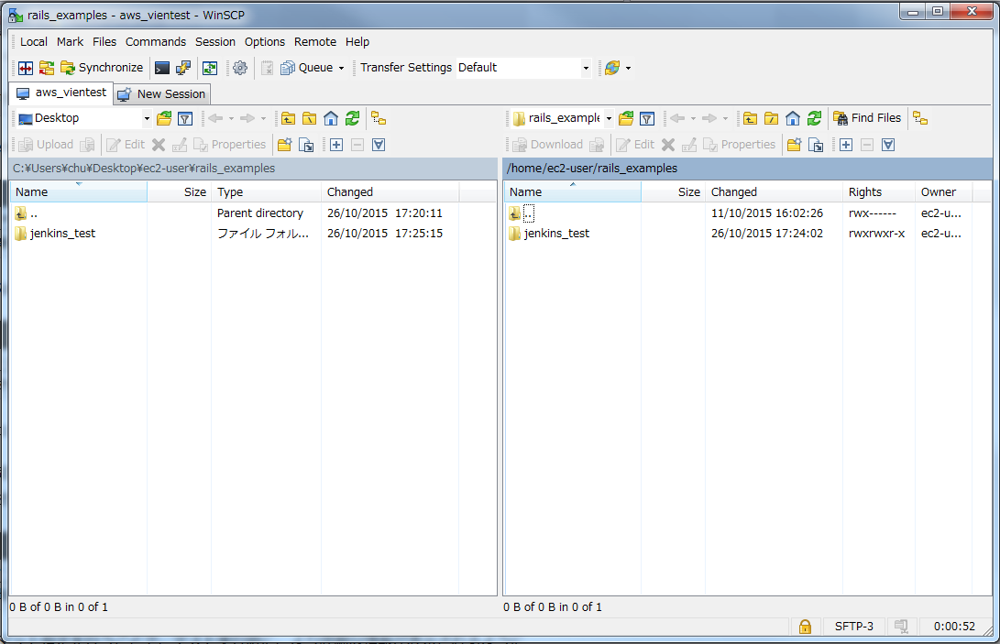 rails_examples - aws_vientest - WinSCP
Local Mark Files Commands Session Options Remote Help
Synchronize Queue Transfer Settings Default
aws_vientest New Session
Desktop rails_example Find Files
Upload Edit Properties Download Edit Properties
C:¥Users¥chu¥Desktop¥ec2-user¥rails_examples /home/ec2-user/rails_examples
Name Size Type Changed Name Size Changed Rights Owner
.. Parent directory 26/10/2015 17:20:11 .. 11/10/2015 16:02:26 rwx------ ec2-u...
jenkins_test ファイル フォル... 26/10/2015 17:25:15 jenkins_test 26/10/2015 17:24:02 rwxrwxr-x ec2-u...
0 B of 0 B in 0 of 1 0 B of 0 B in 0 of 1
SFTP-3 0:00:52